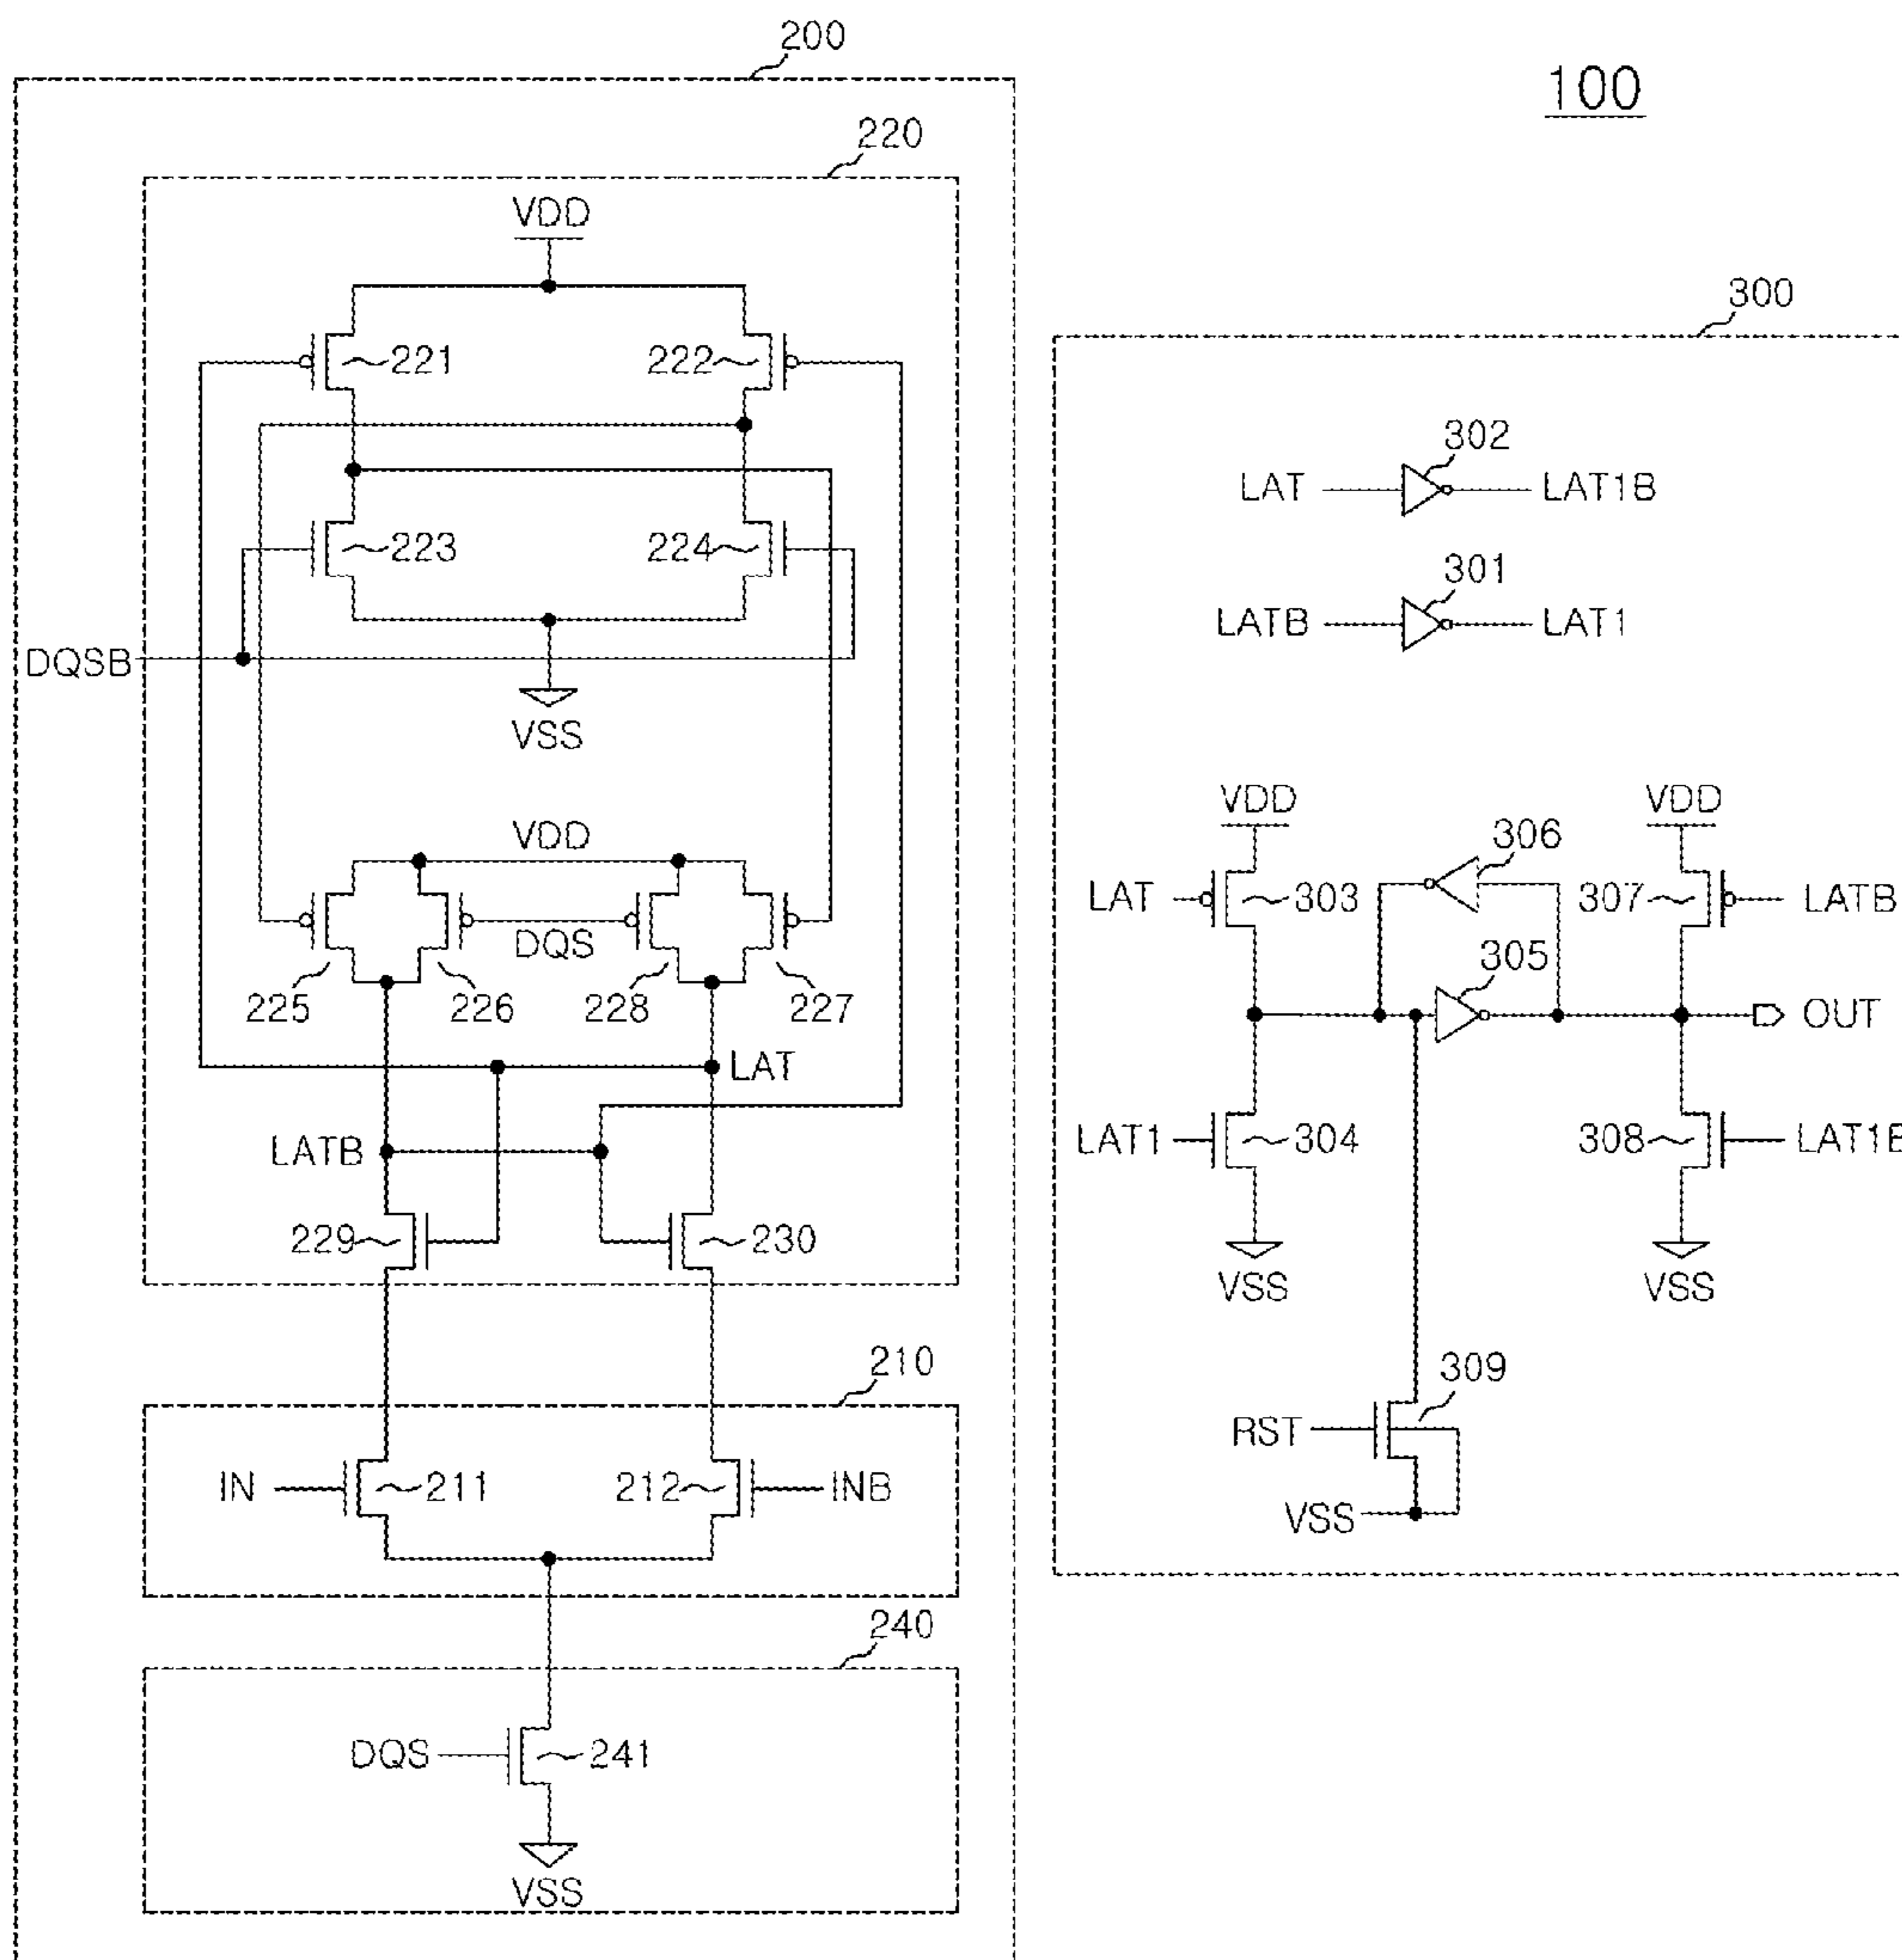 200
100
220
VDD
300
221
222
302
LAT
LAT1B
223
224
301
LATB
LAT1
DQSB
VSS
VDD
VDD
VDD
306
LAT
303
307
LATB
DQS
305
225
226
228
227
OUT
LAT
LATB
LAT1
304
308
LAT1B
229
230
VSS
VSS
210
309
RST
IN
211
212
INB
VSS
240
DQS
241
VSS